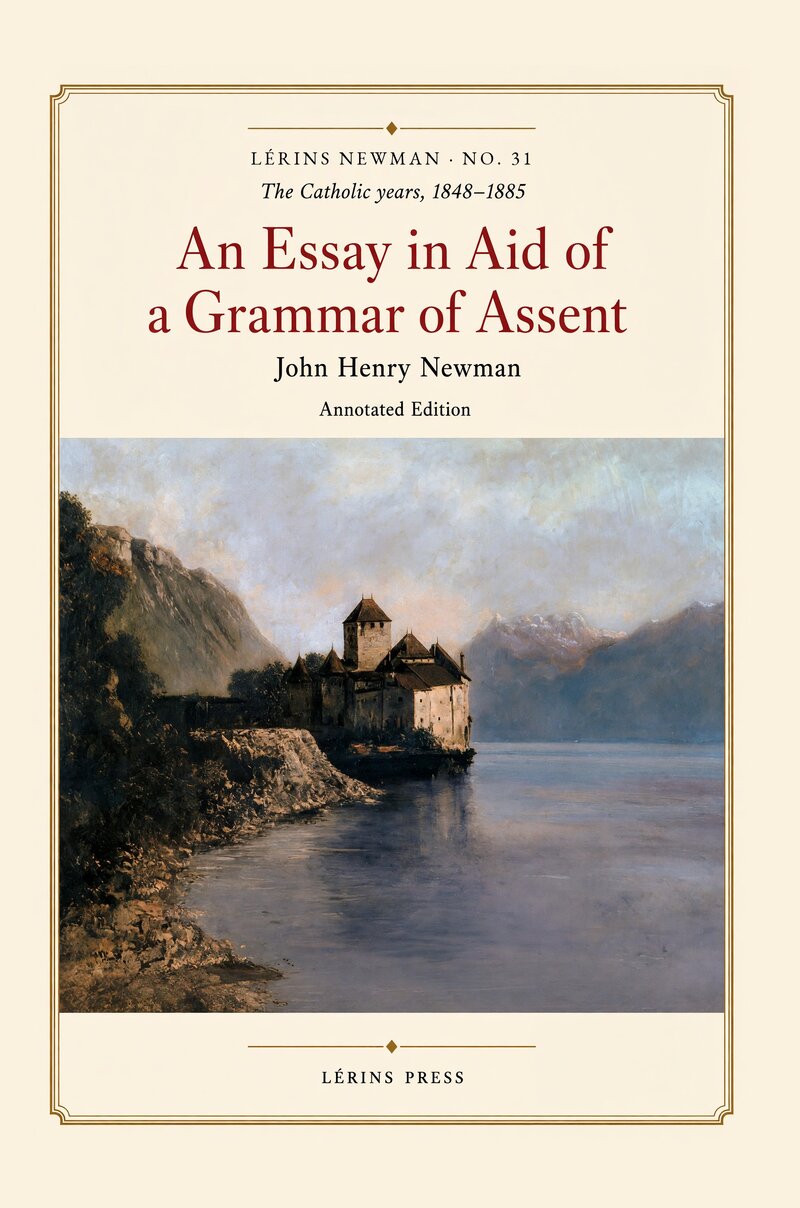 LÉRINS NEWMAN · NO. 31
The Catholic years, 1848–1885
An Essay in Aid of
a Grammar of Assent
John Henry Newman
Annotated Edition
LÉRINS PRESS